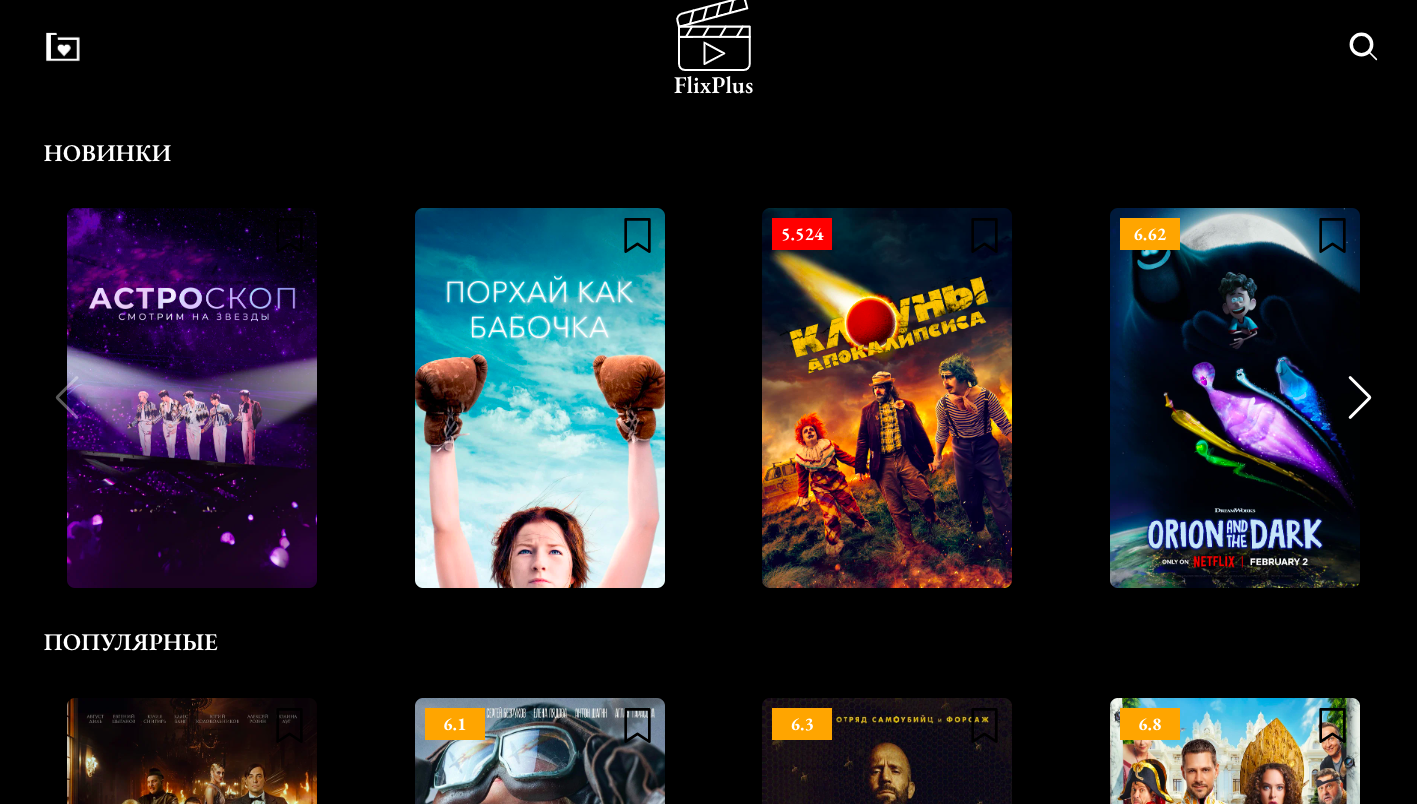 FlixPlus
НОВИНКИ
АСТРОСКОП
СМОТРИМ НА ЗВЕЗДЫ
ПОРХАЙ КАК
БАБОЧКА
5.524
КЛОУНЫ
АПОКАЛИПСИСА
6.62
DREAMWORKS
ORION AND THE DARK
ONLY ON NETFLIX | FEBRUARY 2
ПОПУЛЯРНЫЕ
6.1
6.3
ОТРЯД САМОУБИЙЦ и ФОРСАЖ
6.8